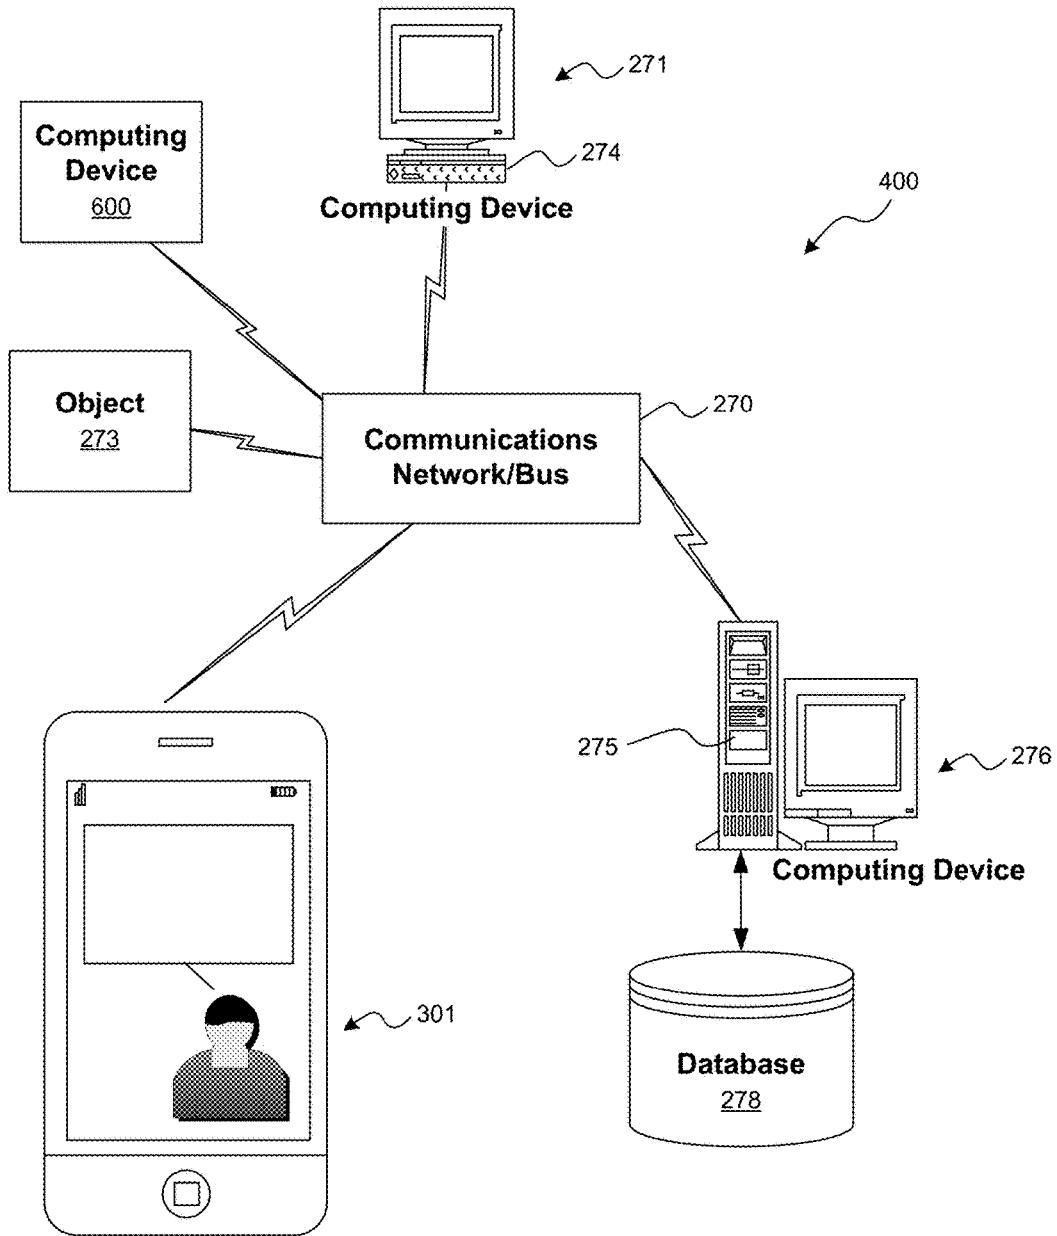 271
Computing
Device
600
274
Computing Device
400
Object
273
270
Communications
Network/Bus
275
276
Computing Device
301
Database
278